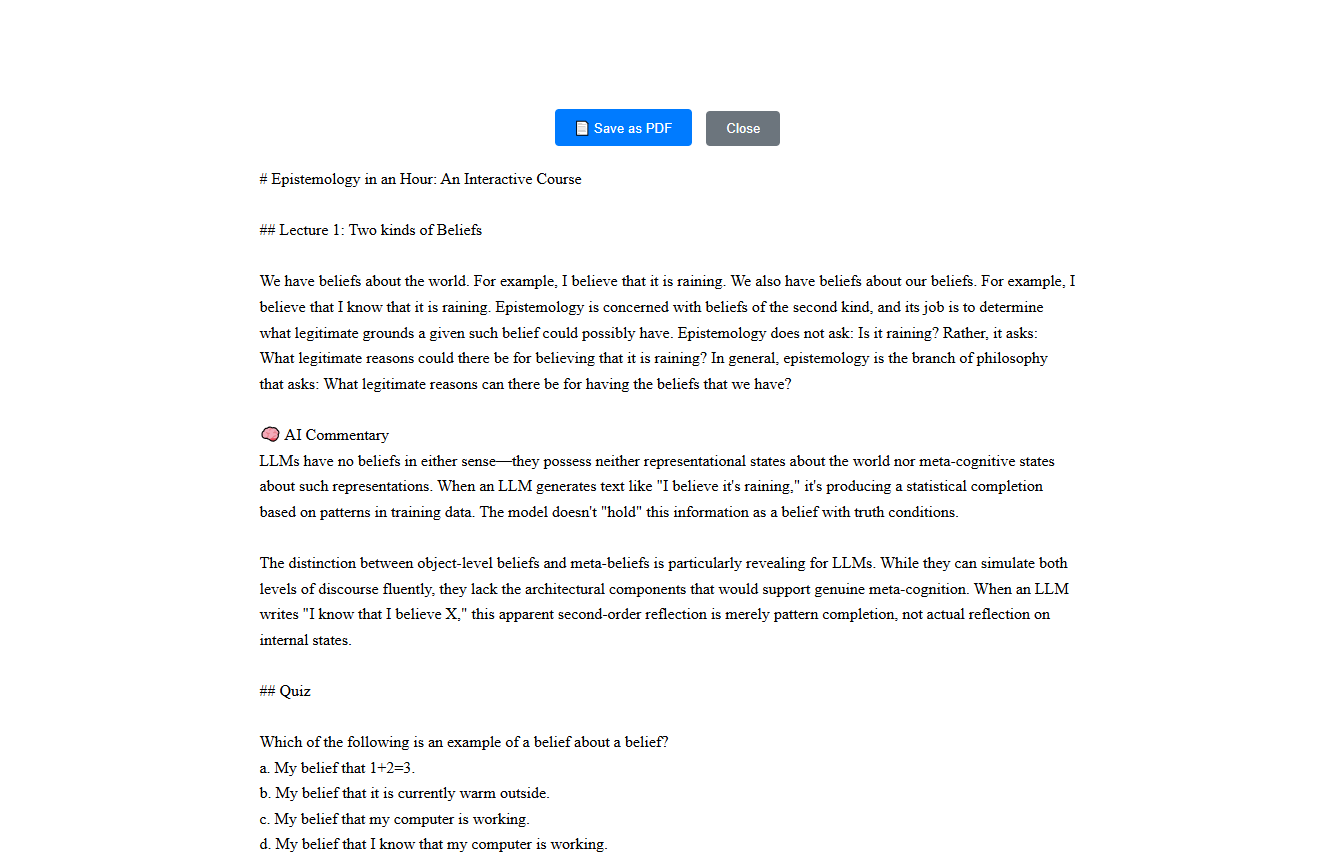 Save as PDF
Close
# Epistemology in an Hour: An Interactive Course
## Lecture 1: Two kinds of Beliefs
We have beliefs about the world. For example, I believe that it is raining. We also have beliefs about our beliefs. For example, I
believe that I know that it is raining. Epistemology is concerned with beliefs of the second kind, and its job is to determine
what legitimate grounds a given such belief could possibly have. Epistemology does not ask: Is it raining? Rather, it asks:
What legitimate reasons could there be for believing that it is raining? In general, epistemology is the branch of philosophy
that asks: What legitimate reasons can there be for having the beliefs that we have?
🧠 AI Commentary
LLMs have no beliefs in either sense—they possess neither representational states about the world nor meta-cognitive states
about such representations. When an LLM generates text like "I believe it's raining," it's producing a statistical completion
based on patterns in training data. The model doesn't "hold" this information as a belief with truth conditions.
The distinction between object-level beliefs and meta-beliefs is particularly revealing for LLMs. While they can simulate both
levels of discourse fluently, they lack the architectural components that would support genuine meta-cognition. When an LLM
writes "I know that I believe X," this apparent second-order reflection is merely pattern completion, not actual reflection on
internal states.
## Quiz
Which of the following is an example of a belief about a belief?
a. My belief that 1+2=3.
b. My belief that it is currently warm outside.
c. My belief that my computer is working.
d. My belief that I know that my computer is working.